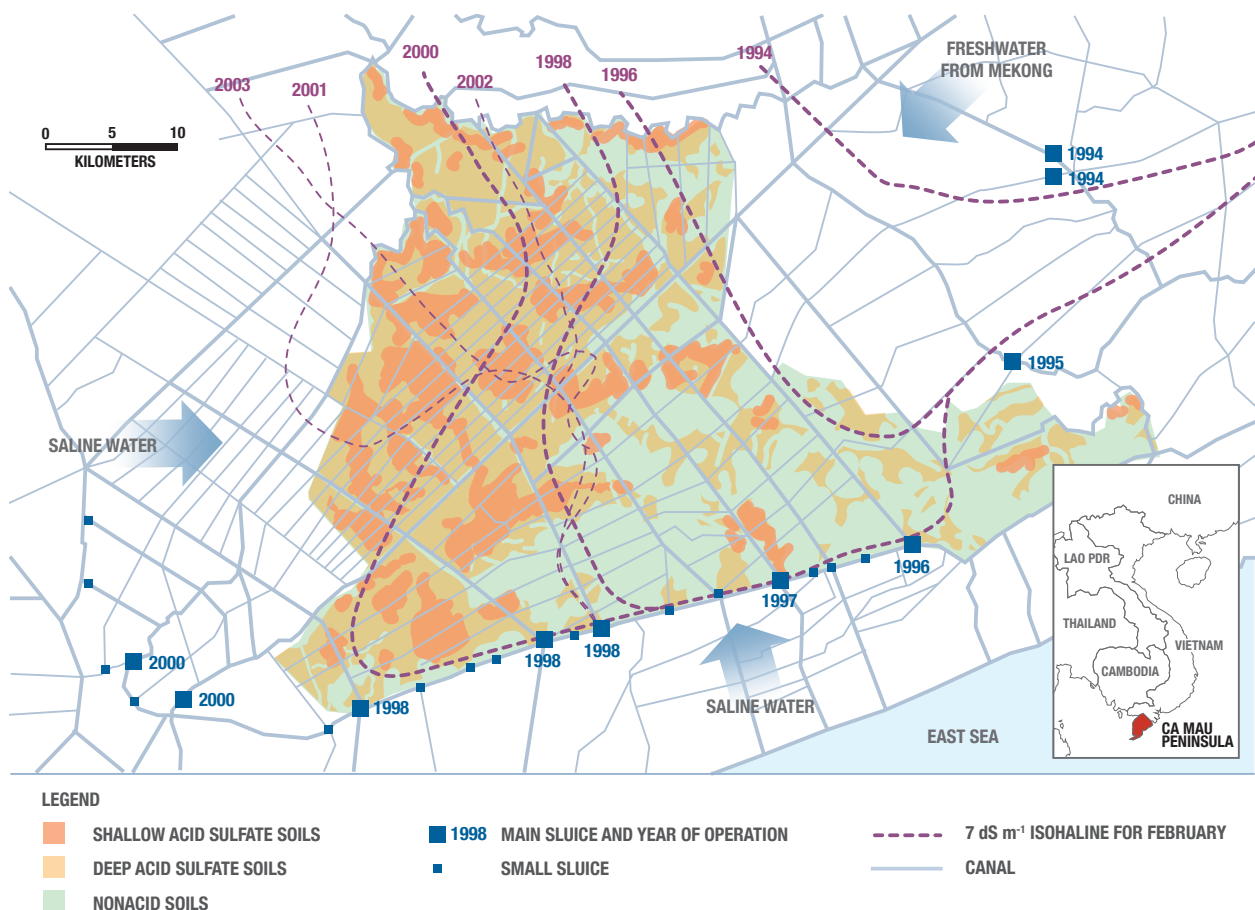 2003
2001
2000
2002
1998
1996
1994
FRESHWATER
FROM MEKONG
0 5 10
KILOMETERS
1994
1994
1995
SALINE WATER
1996
1997
1998
1998
1998
2000
2000
SALINE WATER
EAST SEA
CHINA
LAO PDR
THAILAND
VIETNAM
CAMBODIA
CA MAU
PENINSULA
LEGEND
SHALLOW ACID SULFATE SOILS
DEEP ACID SULFATE SOILS
NONACID SOILS
1998 MAIN SLUICE AND YEAR OF OPERATION
SMALL SLUICE
7 dS m⁻¹ ISOHALINE FOR FEBRUARY
CANAL